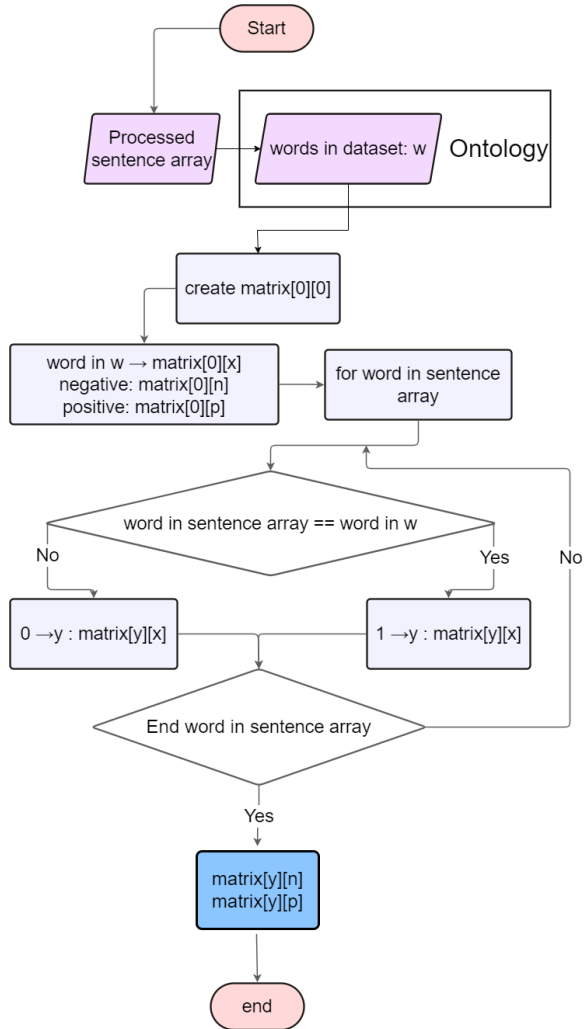 Start
Processed
sentence array
words in dataset: w
Ontology
create matrix[0][0]
word in w → matrix[0][x]
negative: matrix[0][n]
positive: matrix[0][p]
for word in sentence
array
word in sentence array == word in w
No
Yes
No
0 →y : matrix[y][x]
1 →y : matrix[y][x]
End word in sentence array
Yes
matrix[y][n]
matrix[y][p]
end